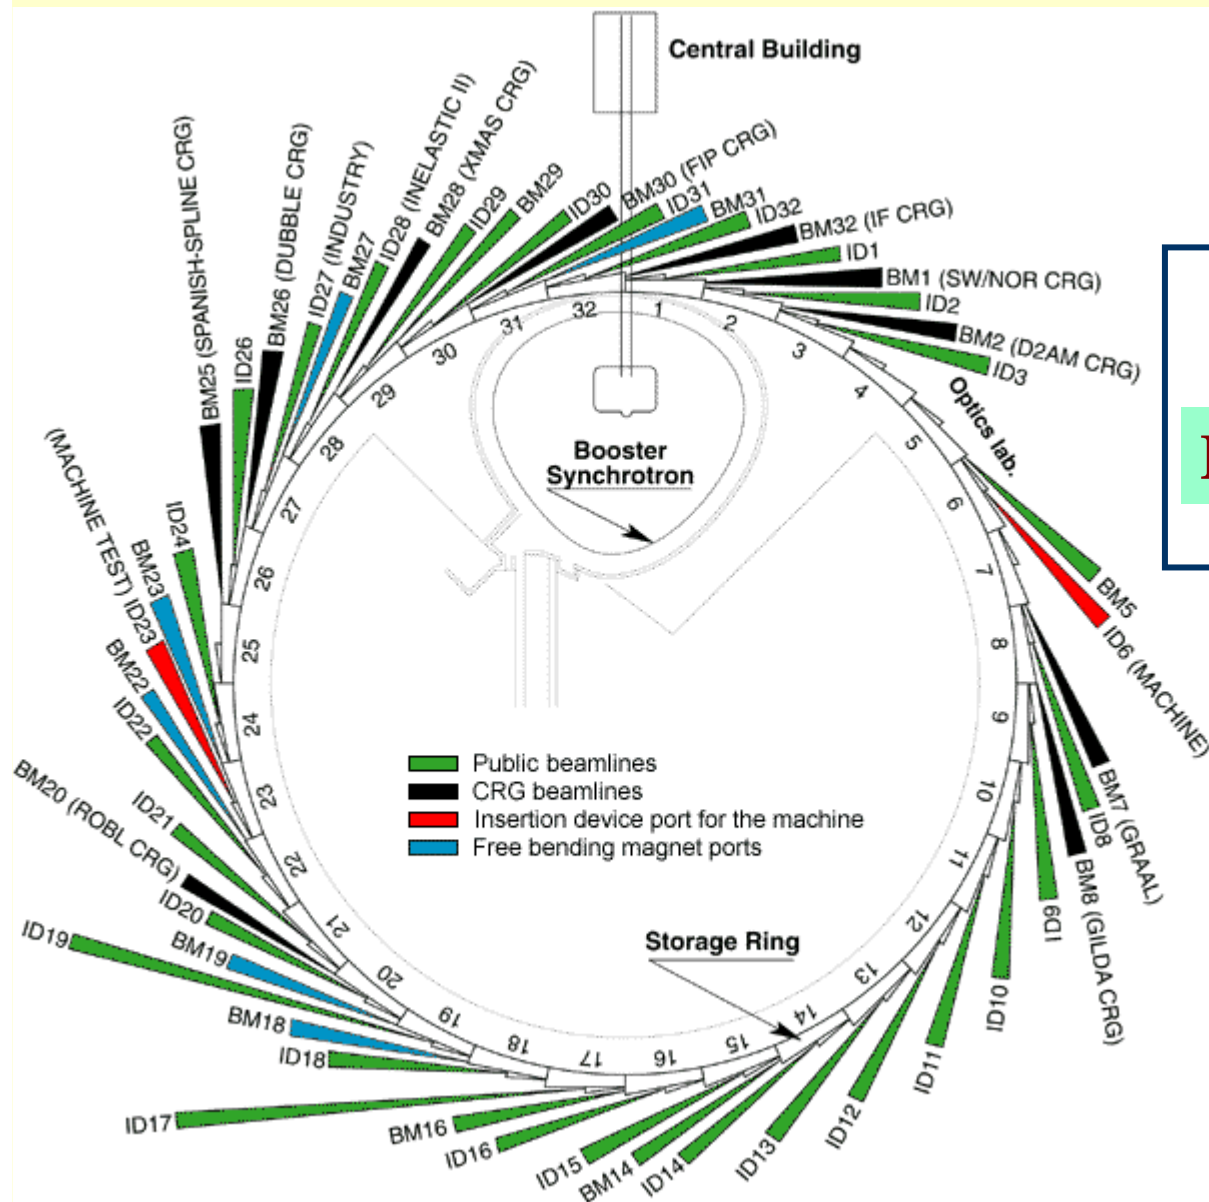 Central Building
BM25 (SPANISH-SPLINE CRG)
ID26
BM26 (DUBBLE CRG)
ID27 (INDUSTRY)
BM27
ID28 (INELASTIC II)
BM28 (XMAS CRG)
ID29
BM29
ID30
BM30 (FIP CRG)
ID31
BM31
ID32
BM32 (IF CRG)
ID1
BM1 (SW/NOR CRG)
ID2
BM2 (D2AM CRG)
ID3
Optics lab.
BM5
ID6 (MACHINE)
BM7 (GRAAL)
ID8
BM8 (GILDA CRG)
ID9
ID10
ID11
ID12
ID13
ID14
BM14
ID15
ID16
BM16
ID17
ID18
BM18
BM19
ID19
ID20
BM20 (ROBL CRG)
ID21
ID22
BM22
(MACHINE TEST) ID23
BM23
ID24
1
2
3
4
5
6
7
8
9
10
11
12
13
14
15
16
17
18
19
20
21
22
23
24
25
26
27
28
29
30
31
32
Booster
Synchrotron
Public beamlines
CRG beamlines
Insertion device port for the machine
Free bending magnet ports
Storage Ring